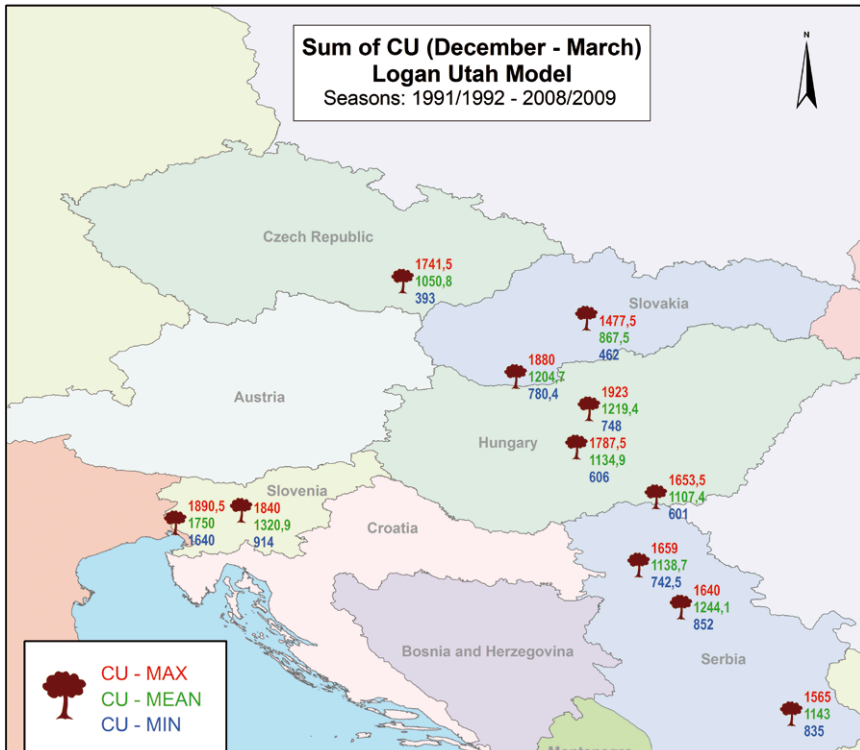 Sum of CU (December - March)
Logan Utah Model
Seasons: 1991/1992 - 2008/2009
N
Czech Republic
1741,5
1050,8
393
Slovakia
1477,5
867,5
462
1880
1204,7
780,4
Austria
1923
1219,4
748
Hungary
1787,5
1134,9
606
1653,5
1107,4
601
Slovenia
1890,5
1750
1640
1840
1320,9
914
Croatia
1659
1138,7
742,5
1640
1244,1
852
Bosnia and Herzegovina
Serbia
1565
1143
835
Montenegro
CU - MAX
CU - MEAN
CU - MIN